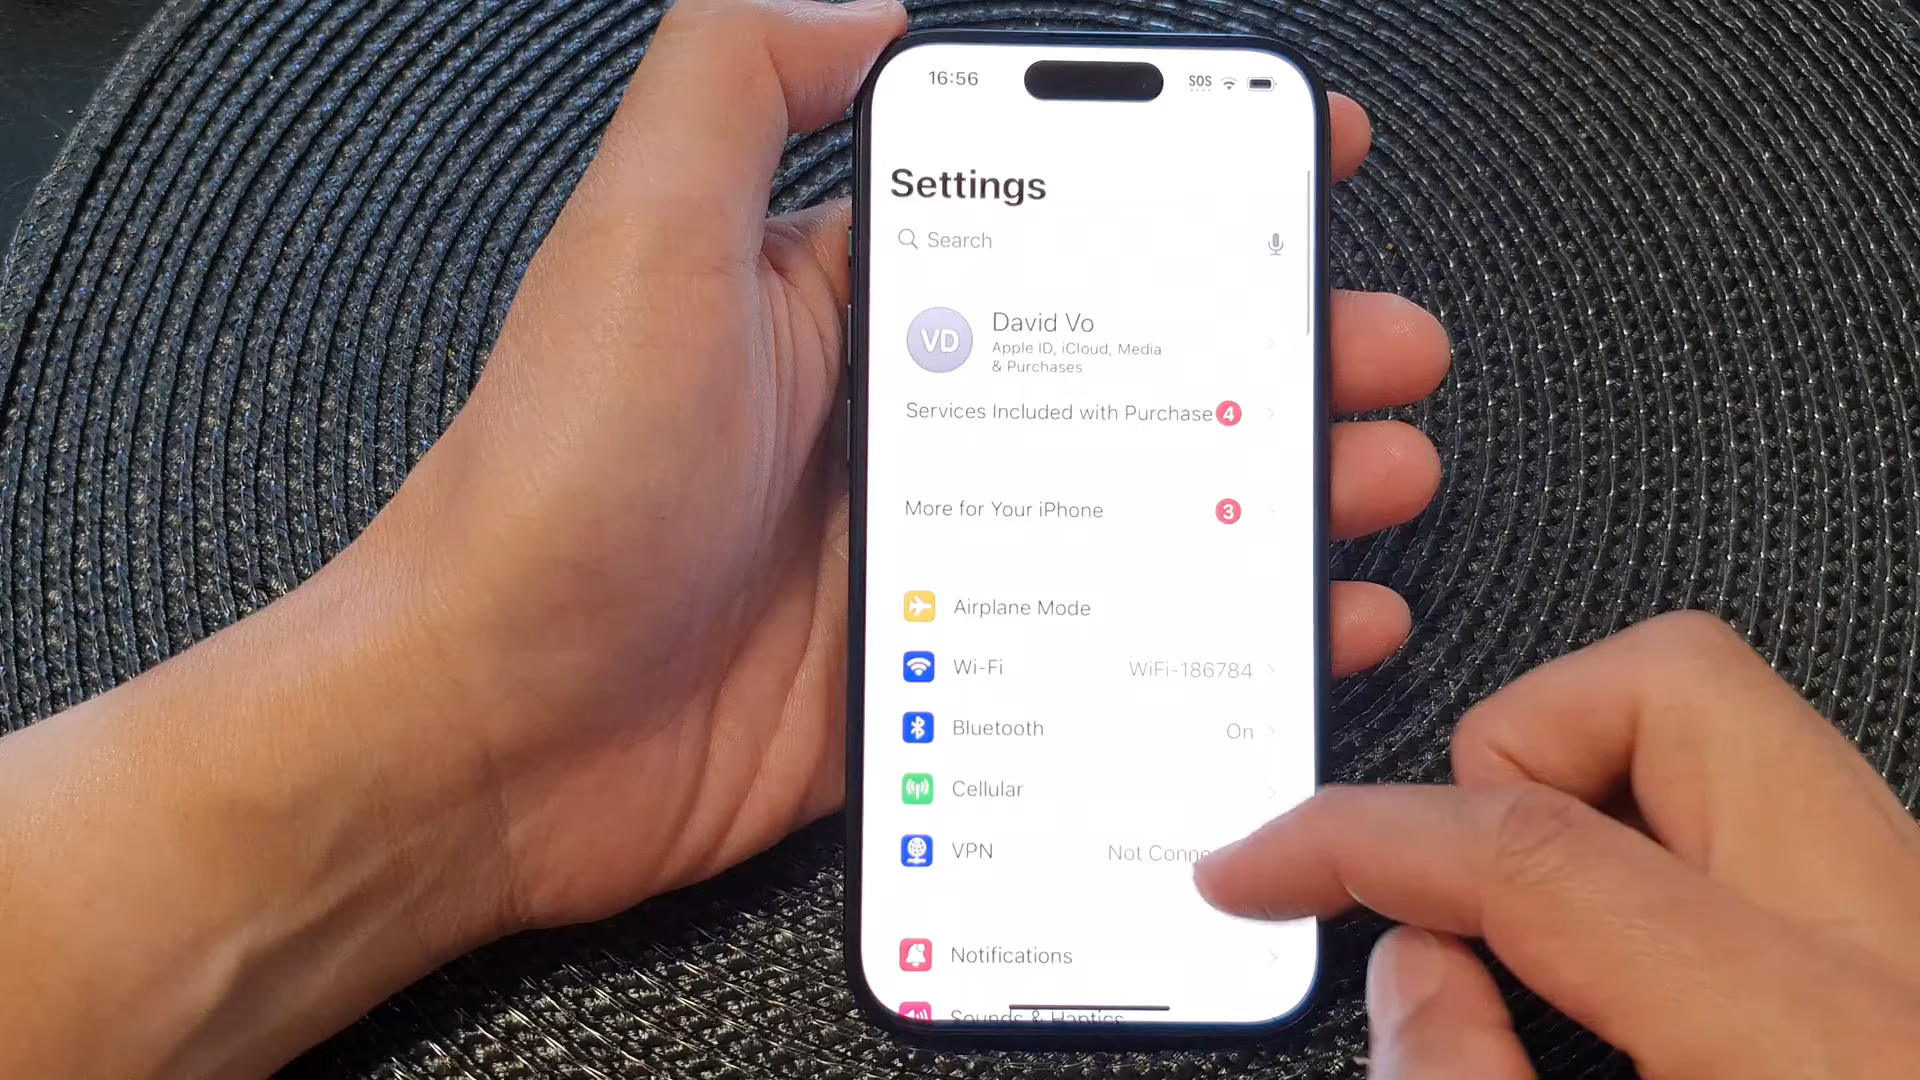 16:56 SOS
Settings
Search
VD
David Vo
Apple ID, iCloud, Media
& Purchases
Services Included with Purchase 4
More for Your iPhone 3
Airplane Mode
Wi-Fi WiFi-186784
Bluetooth On
Cellular
VPN Not Conne
Notifications
Sounds & Haptics